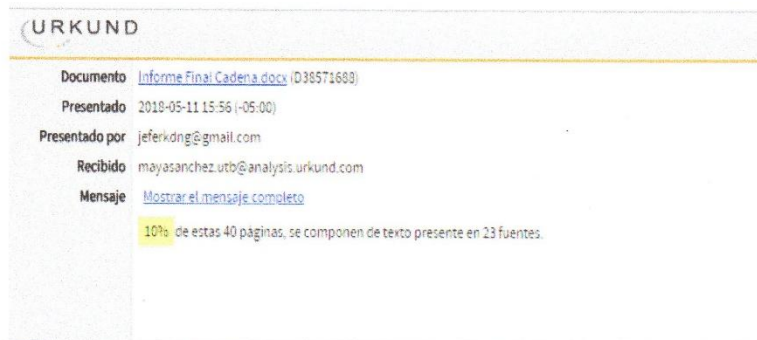 URKUND
Documento Informe Final Cadena.docx (D38571688)
Presentado 2018-05-11 15:56 (-05:00)
Presentado por jeferkdng@gmail.com
Recibido mayasanchez.utb@analysis.urkund.com
Mensaje Mostrar el mensaje completo
10% de estas 40 páginas, se componen de texto presente en 23 fuentes.